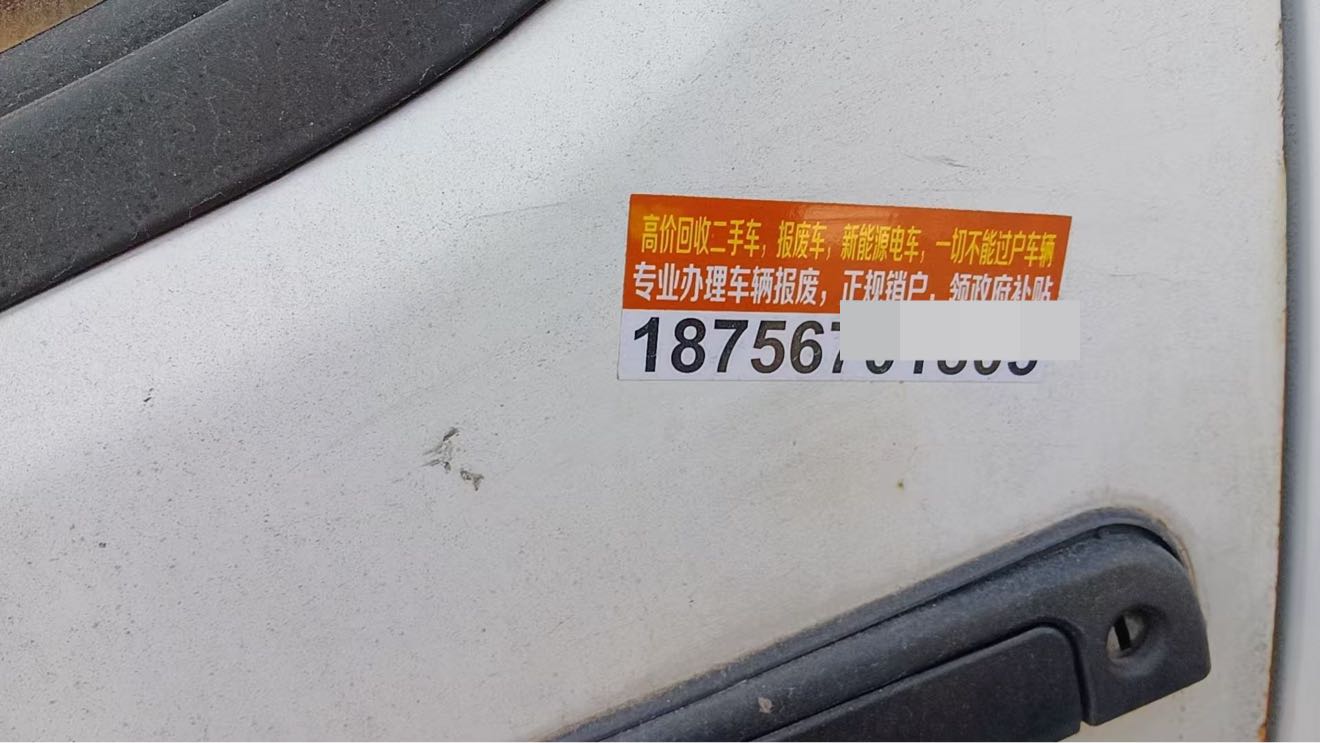 高价回收二手车，报废车，新能源电车，一切不能过户车辆
专业办理车辆报废，正规销户，领政府补贴
18756